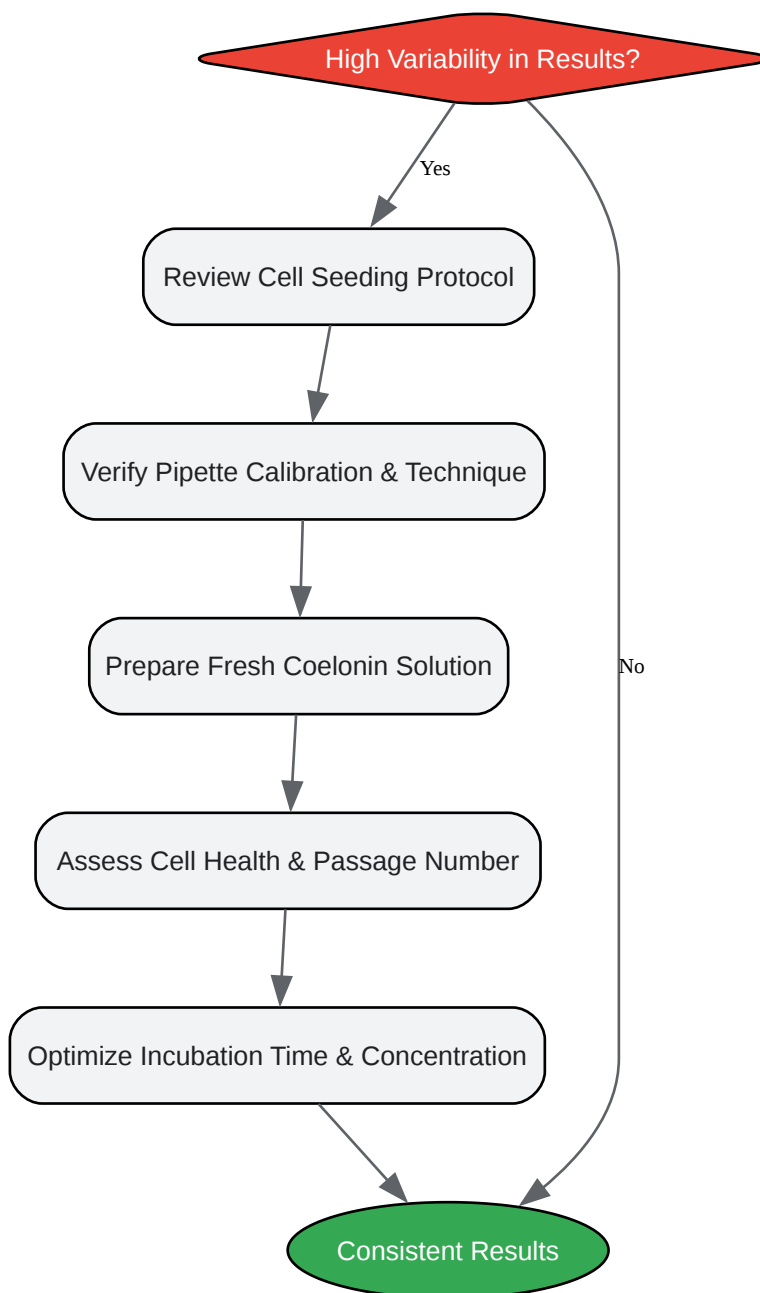 High Variability in Results?
Yes
Review Cell Seeding Protocol
Verify Pipette Calibration & Technique
Prepare Fresh Coelonin Solution
No
Assess Cell Health & Passage Number
Optimize Incubation Time & Concentration
Consistent Results